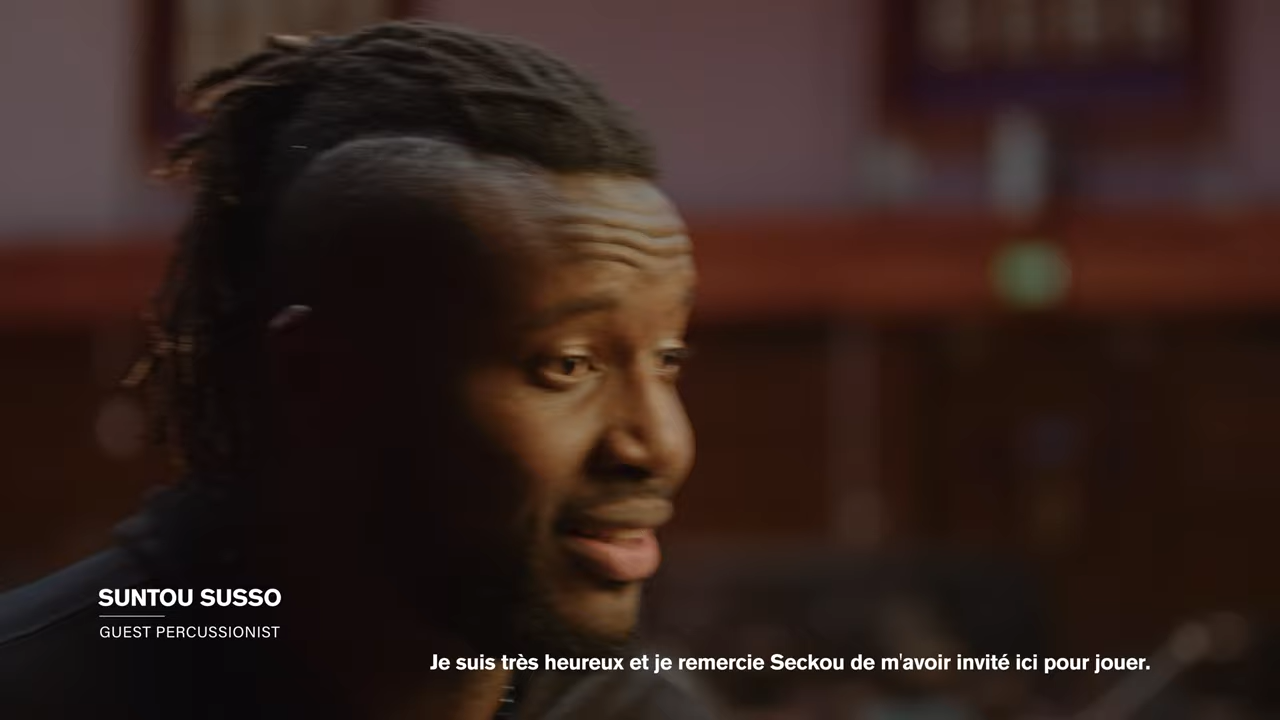 SUNTOU SUSSO
GUEST PERCUSSIONIST
Je suis très heureux et je remercie Seckou de m'avoir invité ici pour jouer.